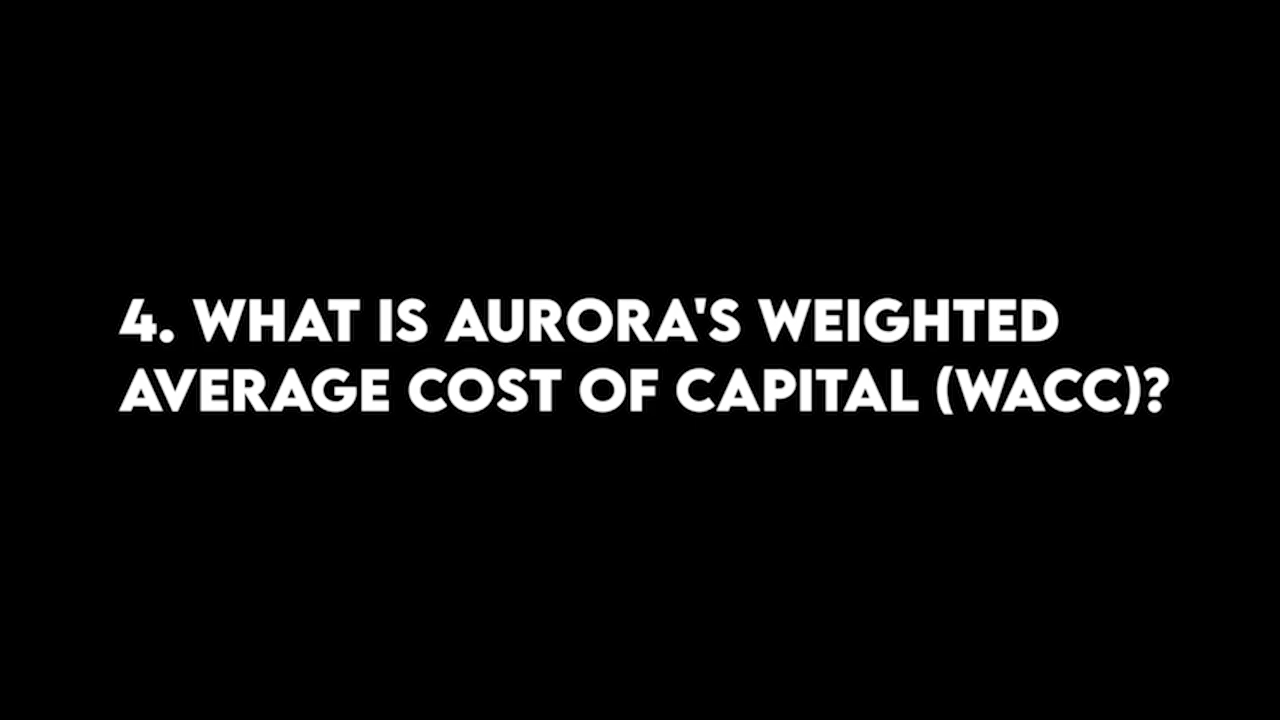 4. WHAT IS AURORA'S WEIGHTED
AVERAGE COST OF CAPITAL (WACC)?